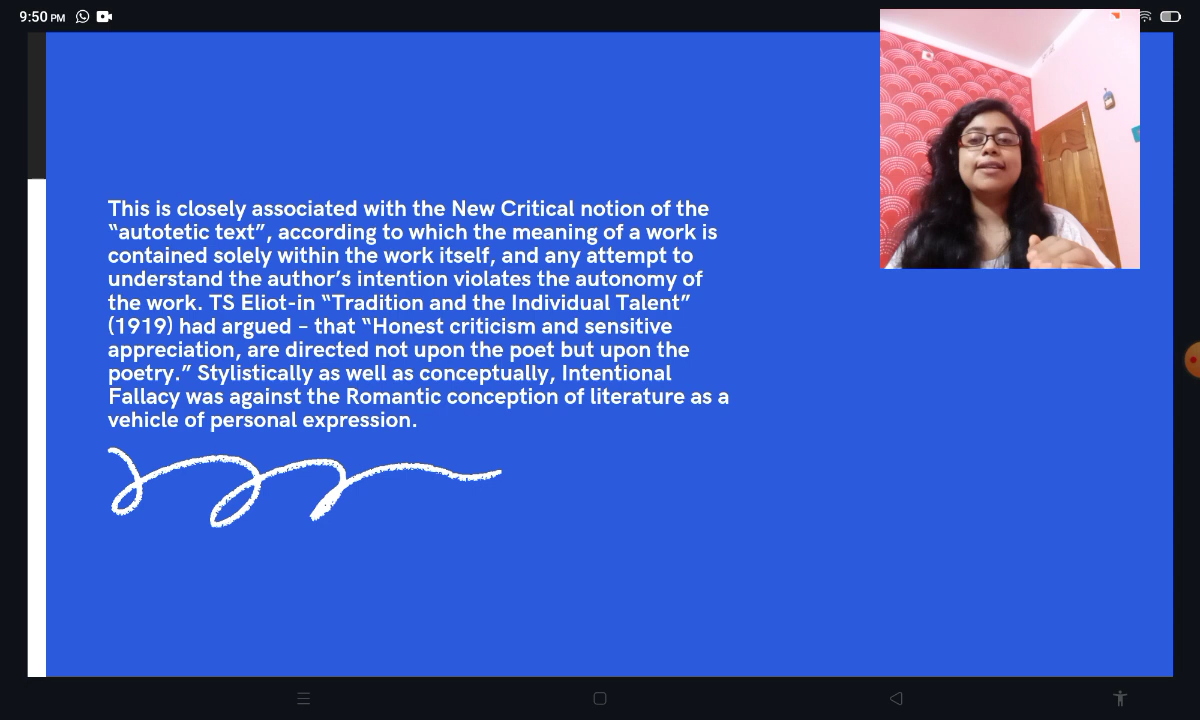 9:50 PM
This is closely associated with the New Critical notion of the
“autotetic text”, according to which the meaning of a work is
contained solely within the work itself, and any attempt to
understand the author’s intention violates the autonomy of
the work. TS Eliot-in “Tradition and the Individual Talent”
(1919) had argued – that “Honest criticism and sensitive
appreciation, are directed not upon the poet but upon the
poetry.” Stylistically as well as conceptually, Intentional
Fallacy was against the Romantic conception of literature as a
vehicle of personal expression.